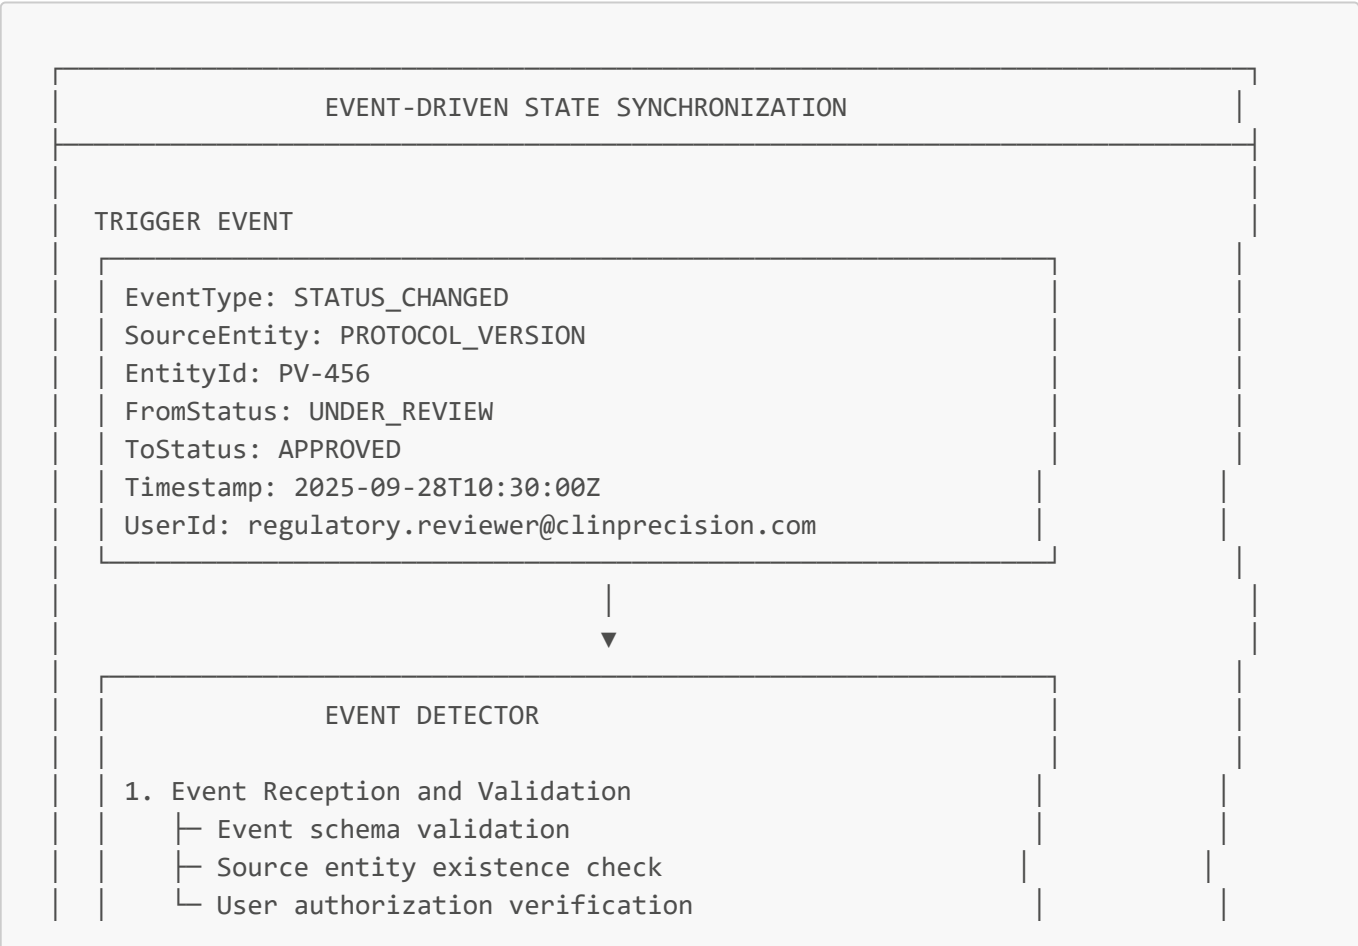 EVENT-DRIVEN STATE SYNCHRONIZATION
TRIGGER EVENT
EventType: STATUS_CHANGED
SourceEntity: PROTOCOL_VERSION
EntityId: PV-456
FromStatus: UNDER_REVIEW
ToStatus: APPROVED
Timestamp: 2025-09-28T10:30:00Z
UserId: regulatory.reviewer@clinprecision.com
EVENT DETECTOR
1. Event Reception and Validation
Event schema validation
Source entity existence check
User authorization verification